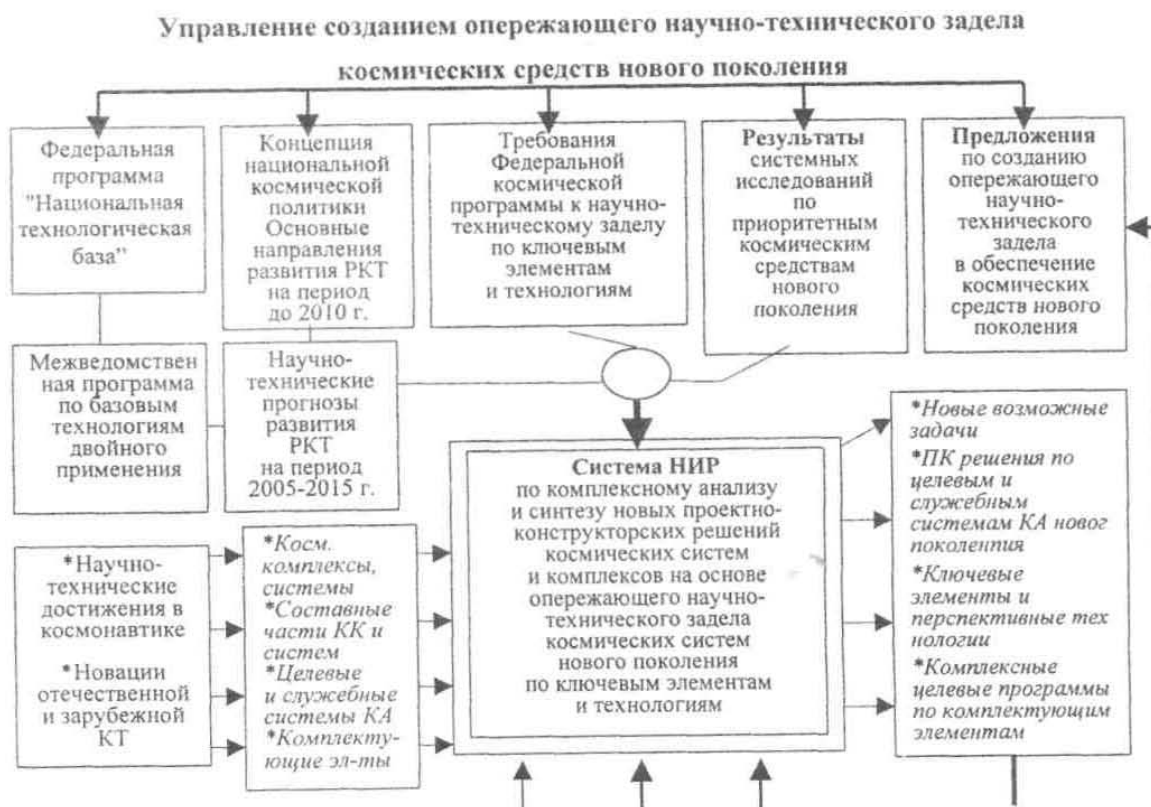 Управление созданием опережающего научно-технического задела
космических средств нового поколения
Федеральная
программа
"Национальная
технологическая
база”
Концепция
национальной
космической
политики
Основные
направления
развития РКТ
на период
до 2010 г.
Требования
Федеральной
космической
программы к научно-
техническому заделу
по ключевым
элементам
и технологиям
Результаты
системных
исследований
по
приоритетным
космическим
средствам
нового
поколения
Предложения
по созданию
опережающего
научно-
технического
задела
в обеспечение
космических
средств нового
поколения
Межведомствен
ная программа
по базовым
технологиям
двойного
применения
Научно-
технические
прогнозы
развития
РКТ
на период
2005-2015 г.
*Научно-
технические
достижения в
космонавтике
*Новации
отечественной
и зарубежной
КТ
*Косм.
комплексы,
системы
*Составные
части КК и
систем
*Целевые
и служебные
системы КА
*Комплекту-
ющие эл-ты
Система НИР
по комплексному анализу
и синтезу новых проектно-
конструкторских решений
космических систем
и комплексов на основе
опережающего научно-
технического задела
космических систем
нового поколения
по ключевым элементам
и технологиям
*Новые возможные
задачи
*ПК решения по
целевым и
служебным
системам КА новог
поколенпия
*Ключевые
элементы и
перспективные тех
нологии
*Комплексные
целевые программы
по комплектующим
элементам